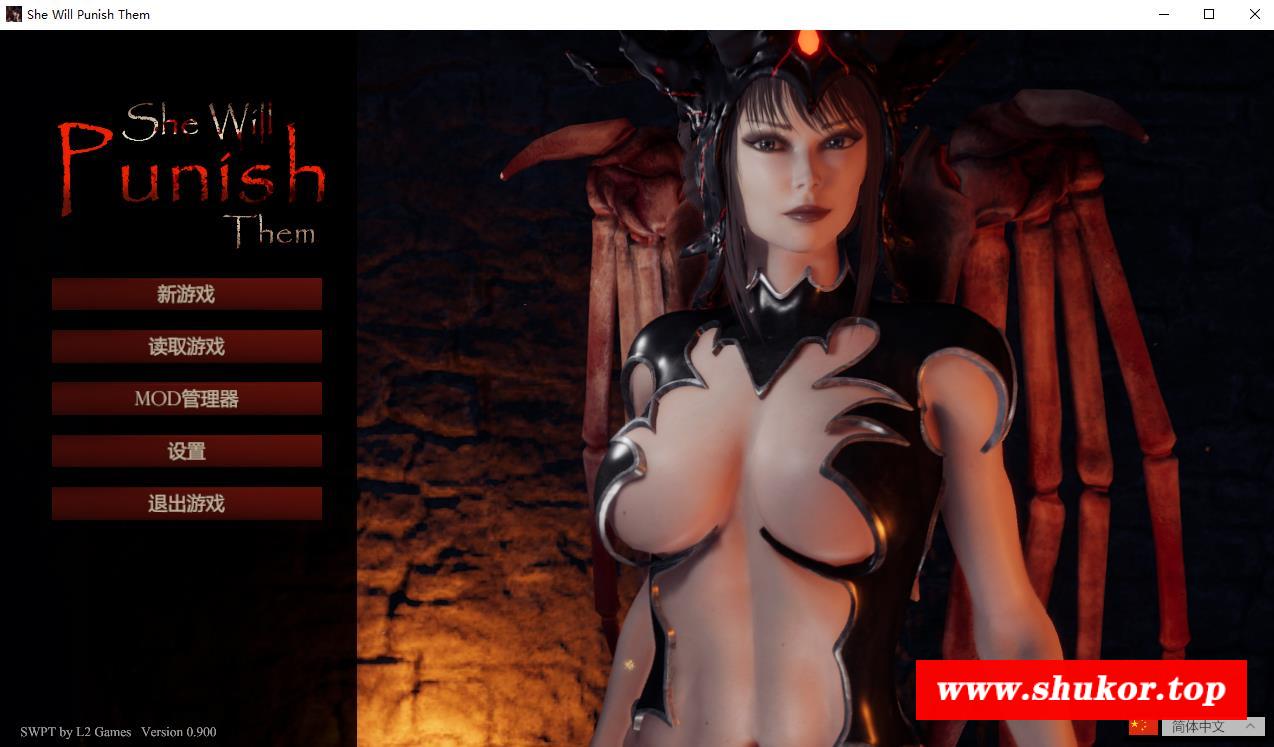 She Will Punish Them
She Will
Punish
Them
新游戏
读取游戏
MOD管理器
设置
退出游戏
www.shukor.top
SWPT by L2 Games Version 0.900
简体中文